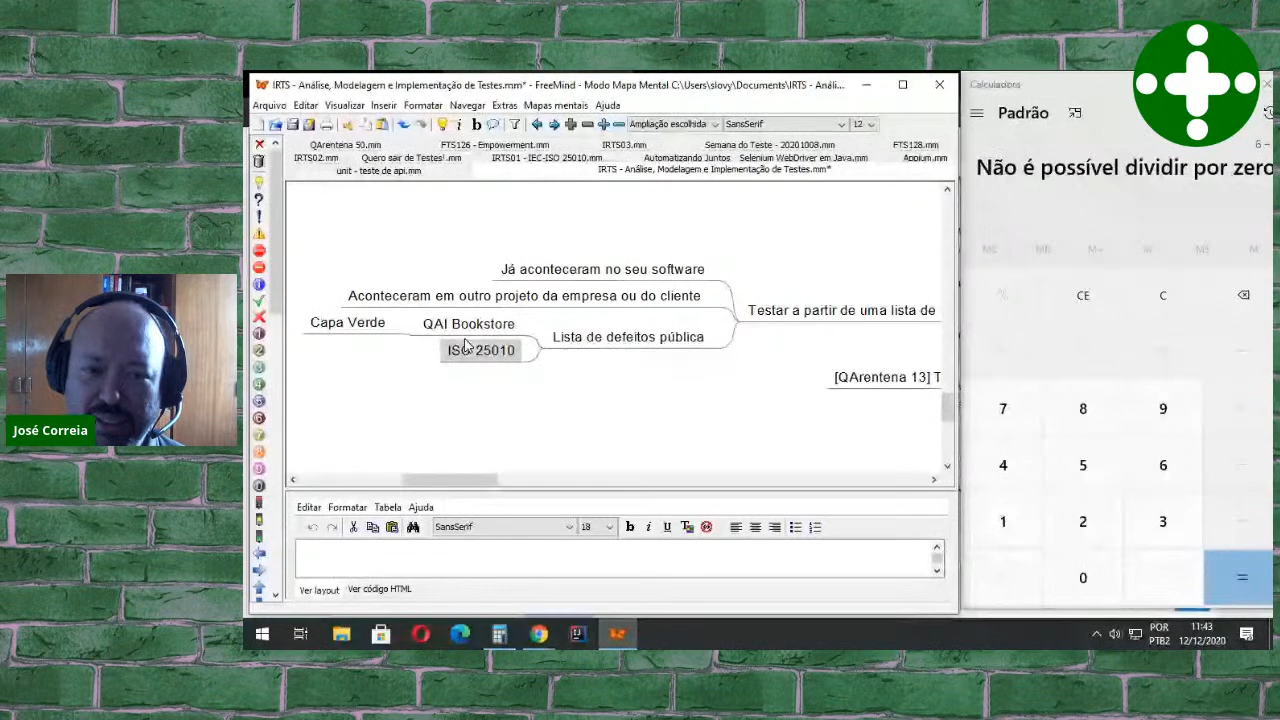 IRTS - Análise, Modelagem e Implementação de Testes.mm* - FreeMind - Modo Mapa Mental C:\Users\slovy\Documents\IRTS - Análi...
Arquivo Editar Visualizar Inserir Formatar Navegar Extras Mapas mentais Ajuda
Ampliação escolhida SansSerif 12
QArentena 50.mm FTS126 - Empowerment.mm IRTS03.mm Semana do Teste - 20201008.mm FTS128.mm
IRTS02.mm Quero sair de Testes!.mm IRTS01 - IEC-ISO 25010.mm Automatizando Juntos Selenium WebDriver em Java.mm Appium.mm
unit - teste de api.mm IRTS - Análise, Modelagem e Implementação de Testes.mm*
Já aconteceram no seu software
Aconteceram em outro projeto da empresa ou do cliente
Testar a partir de uma lista de
Capa Verde QAI Bookstore
Lista de defeitos pública
ISO 25010
[QArentena 13] T
Editar Formatar Tabela Ajuda
SansSerif 18
Ver layout Ver código HTML
José Correia
Calculadora
Padrão
6 -
Não é possível dividir por zero
MC MR M+ M- MS M
% CE C
7 8 9
4 5 6
1 2 3
0 =
POR
PTB2
11:43
12/12/2020